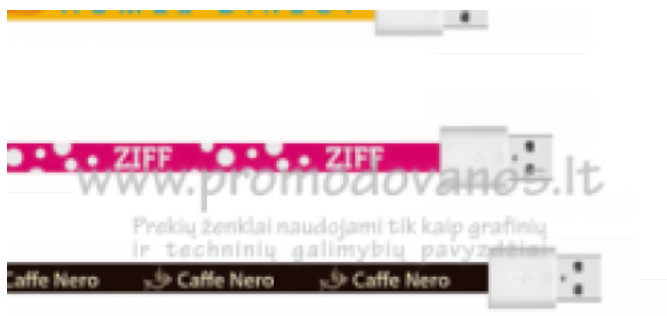 ZIFF ZIFF
www.promodovanos.lt
Prekių ženklai naudojami tik kaip grafinių
ir techninių galimybių pavyzdžiai
Caffe Nero Caffe Nero Caffe Nero